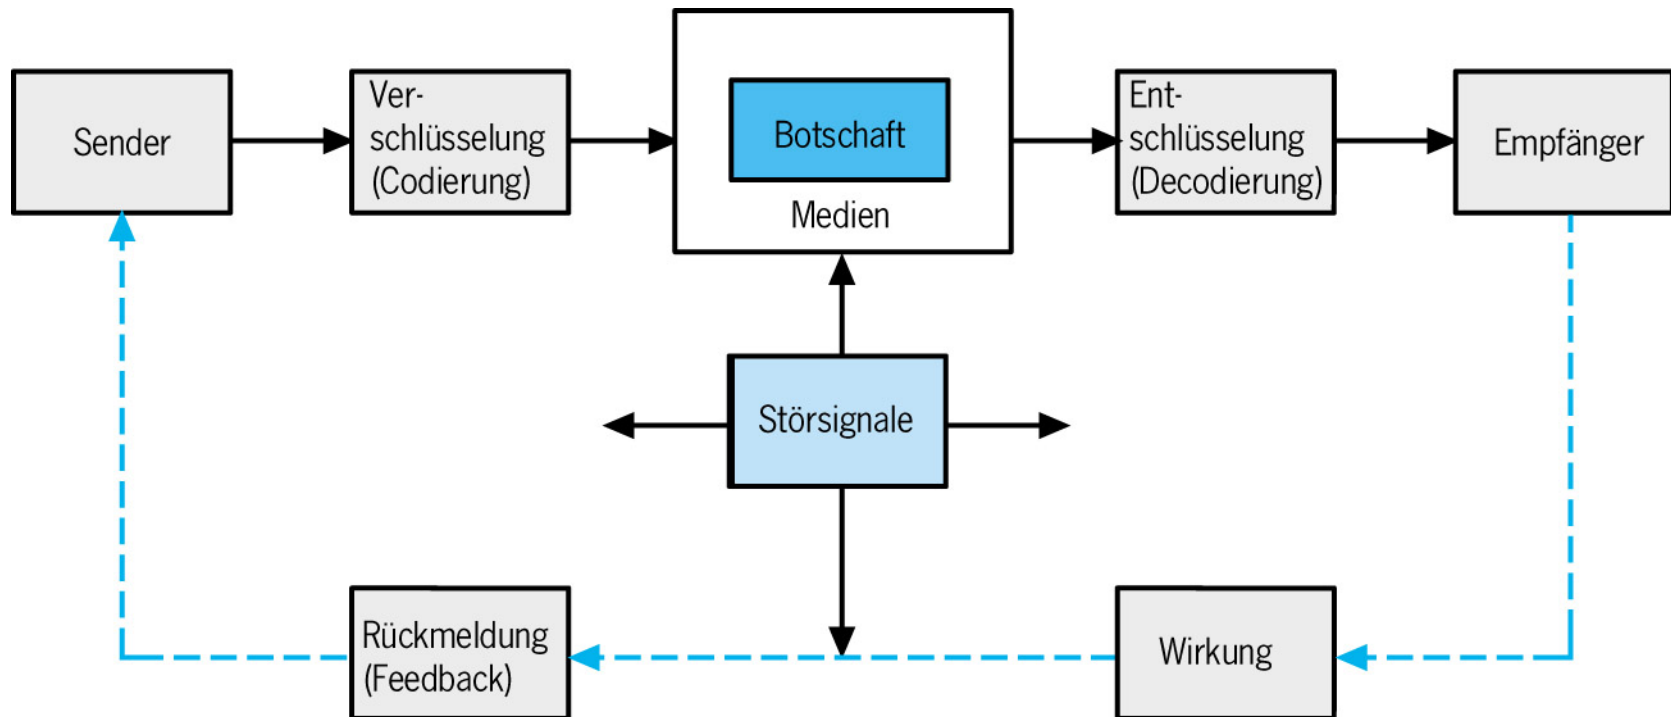 Sender
Ver-
schlüsselung
(Codierung)
Botschaft
Medien
Ent-
schlüsselung
(Decodierung)
Empfänger
Störsignale
Rückmeldung
(Feedback)
Wirkung